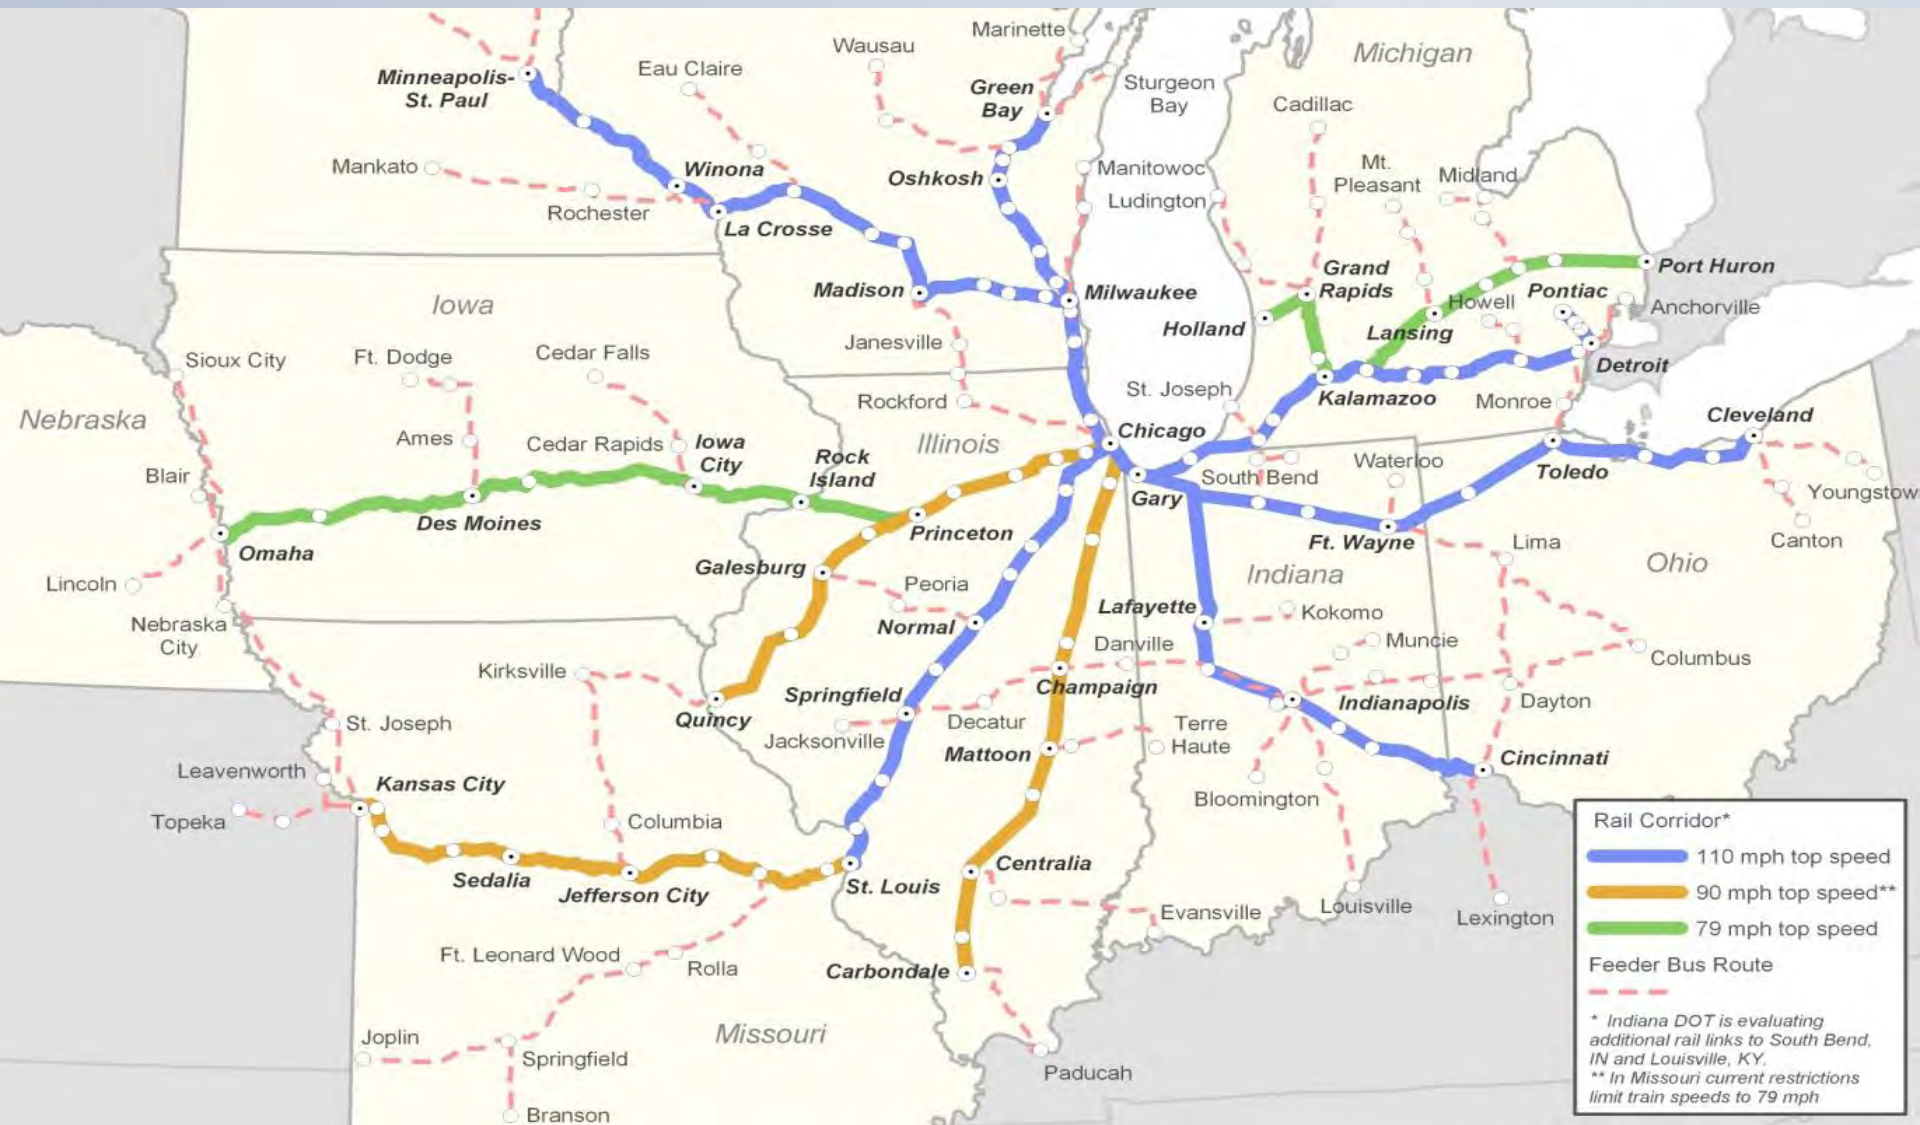 Marinette
Wausau
Michigan
Minneapolis-
St. Paul
Eau Claire
Green
Bay
Sturgeon
Bay
Cadillac
Mankato
Winona
Oshkosh
Manitowoc
Mt.
Pleasant
Midland
Rochester
La Crosse
Ludington
Madison
Milwaukee
Grand
Rapids
Port Huron
Iowa
Howell
Pontiac
Anchorville
Holland
Lansing
Janesville
Detroit
Sioux City
Ft. Dodge
Cedar Falls
St. Joseph
Kalamazoo
Monroe
Nebraska
Rockford
Cleveland
Ames
Cedar Rapids
Iowa
City
Rock
Island
Illinois
Chicago
Waterloo
Toledo
Blair
South Bend
Gary
Youngstow
Des Moines
Princeton
Ft. Wayne
Lima
Canton
Omaha
Galesburg
Indiana
Ohio
Lincoln
Peoria
Lafayette
Kokomo
Nebraska
City
Normal
Danville
Muncie
Columbus
Kirksville
Springfield
Champaign
Indianapolis
Dayton
Quincy
Decatur
Terre
Haute
St. Joseph
Jacksonville
Mattoon
Cincinnati
Leavenworth
Kansas City
Bloomington
Topeka
Columbia
Rail Corridor*
110 mph top speed
90 mph top speed**
79 mph top speed
Feeder Bus Route
* Indiana DOT is evaluating
additional rail links to South Bend,
IN and Louisville, KY.
** In Missouri current restrictions
limit train speeds to 79 mph
Centralia
Sedalia
Jefferson City
St. Louis
Evansville
Louisville
Lexington
Ft. Leonard Wood
Rolla
Carbondale
Joplin
Missouri
Springfield
Paducah
Branson